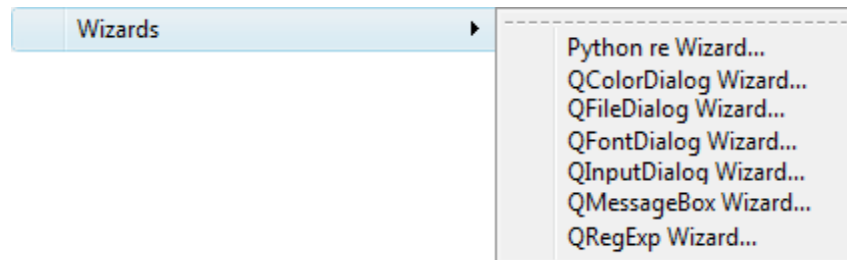 Wizards
Python re Wizard...
QColorDialog Wizard...
QFileDialog Wizard...
QFontDialog Wizard...
QInputDialog Wizard...
QMessageBox Wizard...
QRegExp Wizard...